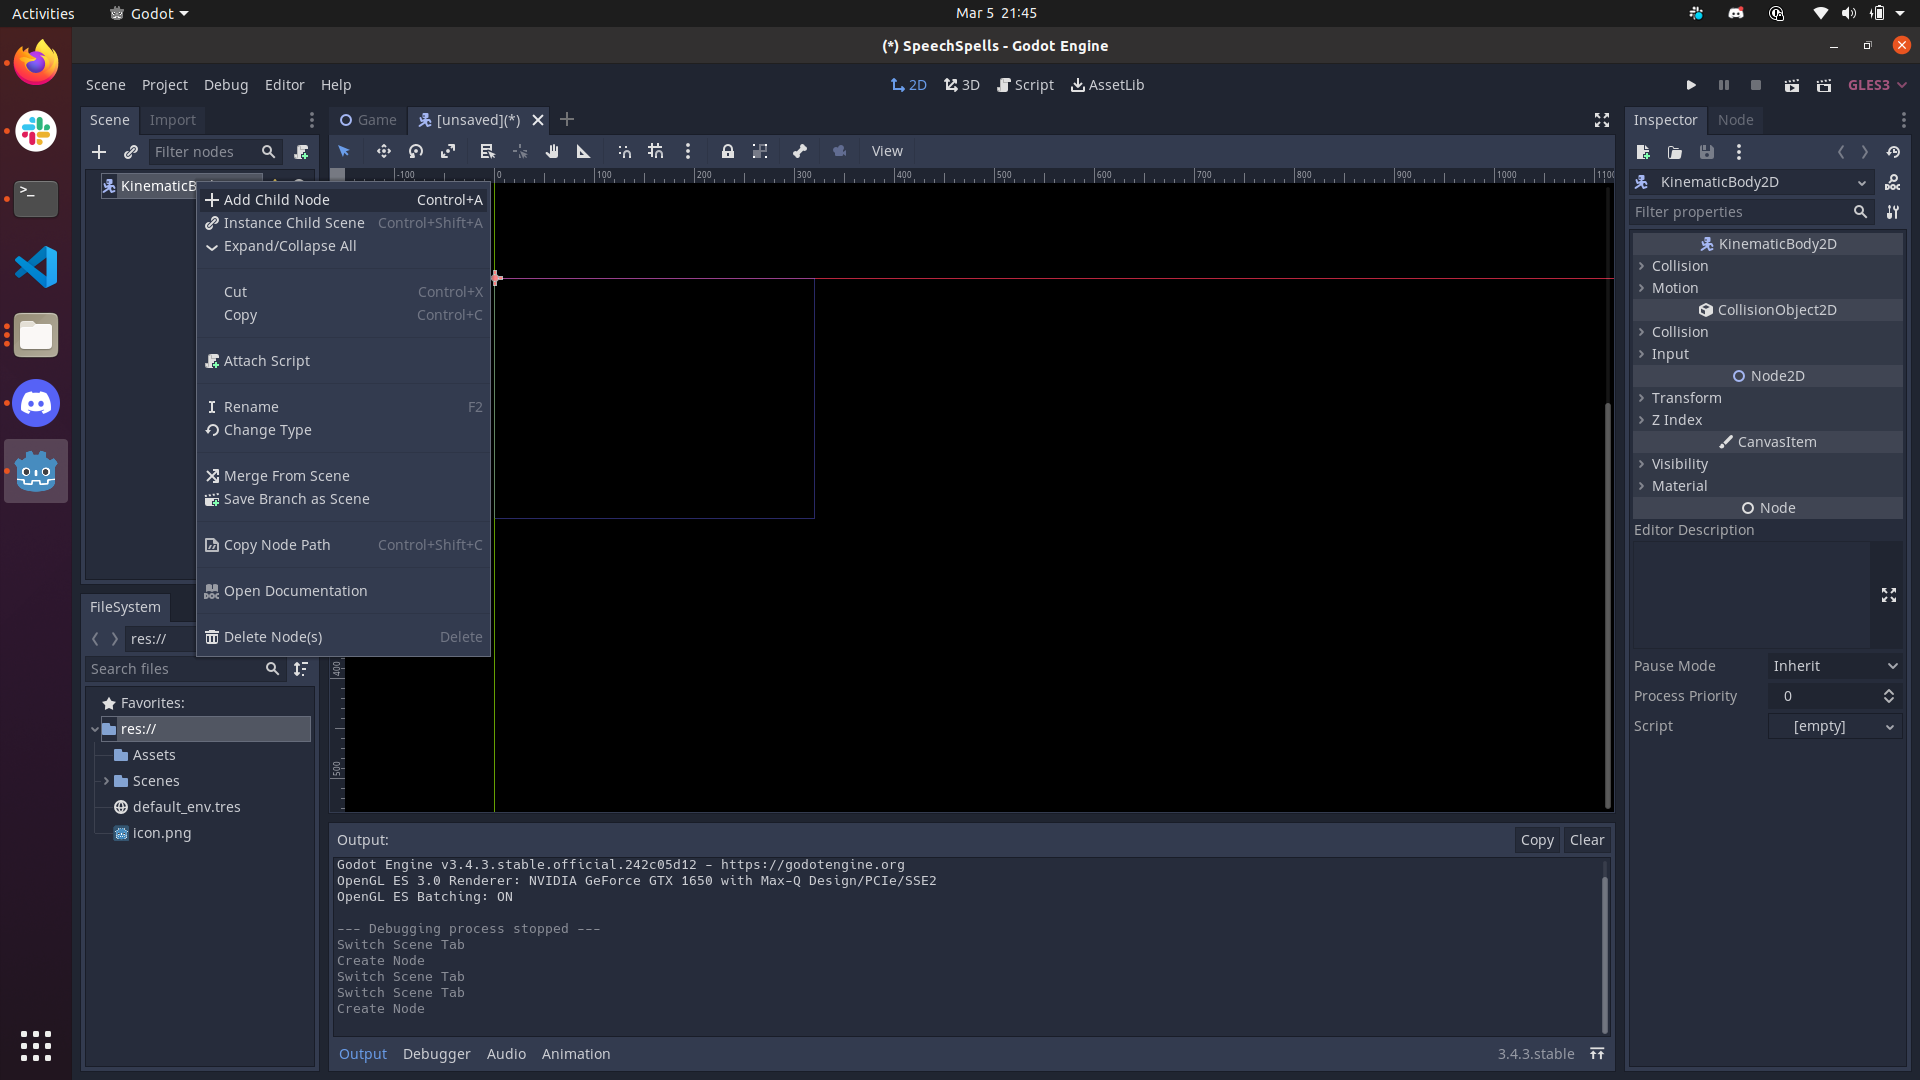 Activities
Godot
Mar 5 21:45
(*) SpeechSpells - Godot Engine
Scene Project Debug Editor Help
2D 3D Script AssetLib
GLES3
Scene Import
Game [unsaved](*)
Inspector Node
Filter nodes
View
KinematicB
KinematicBody2D
Filter properties
-100 0 100 200 300 400 500 600 700 800 900 1000 1100
Add Child Node Control+A
Instance Child Scene Control+Shift+A
Expand/Collapse All
Cut Control+X
Copy Control+C
Attach Script
Rename F2
Change Type
Merge From Scene
Save Branch as Scene
Copy Node Path Control+Shift+C
Open Documentation
Delete Node(s) Delete
400
500
KinematicBody2D
Collision
Motion
CollisionObject2D
Collision
Input
Node2D
Transform
Z Index
CanvasItem
Visibility
Material
Node
Editor Description
Pause Mode Inherit
Process Priority 0
Script [empty]
FileSystem
res://
Search files
Favorites:
res://
Assets
Scenes
default_env.tres
icon.png
Output:
Copy Clear
Godot Engine v3.4.3.stable.official.242c05d12 - https://godotengine.org
OpenGL ES 3.0 Renderer: NVIDIA GeForce GTX 1650 with Max-Q Design/PCIe/SSE2
OpenGL ES Batching: ON
--- Debugging process stopped ---
Switch Scene Tab
Create Node
Switch Scene Tab
Switch Scene Tab
Create Node
Output Debugger Audio Animation
3.4.3.stable